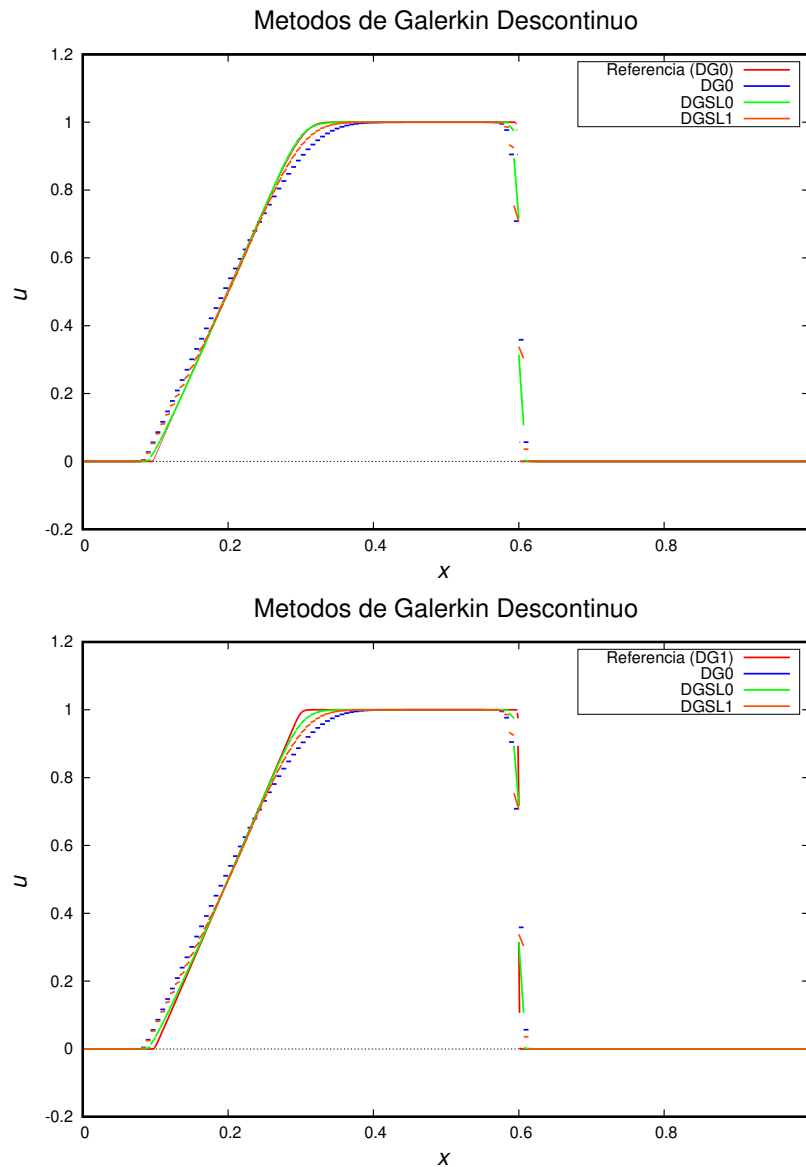 Metodos de Galerkin Descontinuo
1.2
Referencia (DG0)
DG0
DGSL0
DGSL1
1
0.8
0.6
u
0.4
0.2
0
-0.2
0
0.2
0.4
0.6
0.8
x
Metodos de Galerkin Descontinuo
1.2
Referencia (DG1)
DG0
DGSL0
DGSL1
1
0.8
0.6
u
0.4
0.2
0
-0.2
0
0.2
0.4
0.6
0.8
x